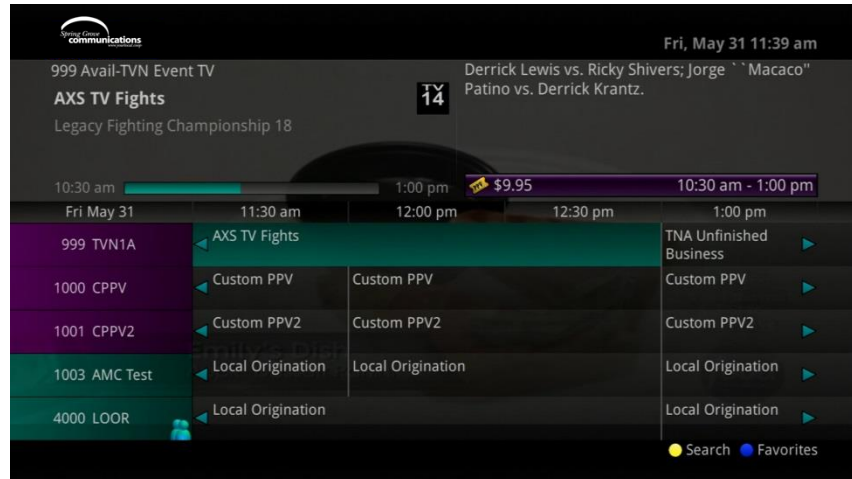 Spring Grove
communications
Fri, May 31 11:39 am
999 Avail-TVN Event TV
AXS TV Fights
Legacy Fighting Championship 18
TV
14
Derrick Lewis vs. Ricky Shivers; Jorge ``Macaco"
Patino vs. Derrick Krantz.
10:30 am 1:00 pm
$9.95 10:30 am - 1:00 pm
Fri May 31 11:30 am 12:00 pm 12:30 pm 1:00 pm
999 TVN1A AXS TV Fights TNA Unfinished
Business
1000 CPPV Custom PPV Custom PPV Custom PPV
1001 CPPV2 Custom PPV2 Custom PPV2 Custom PPV2
1003 AMC Test Local Origination Local Origination Local Origination
4000 LOOR Local Origination Local Origination
Search Favorites